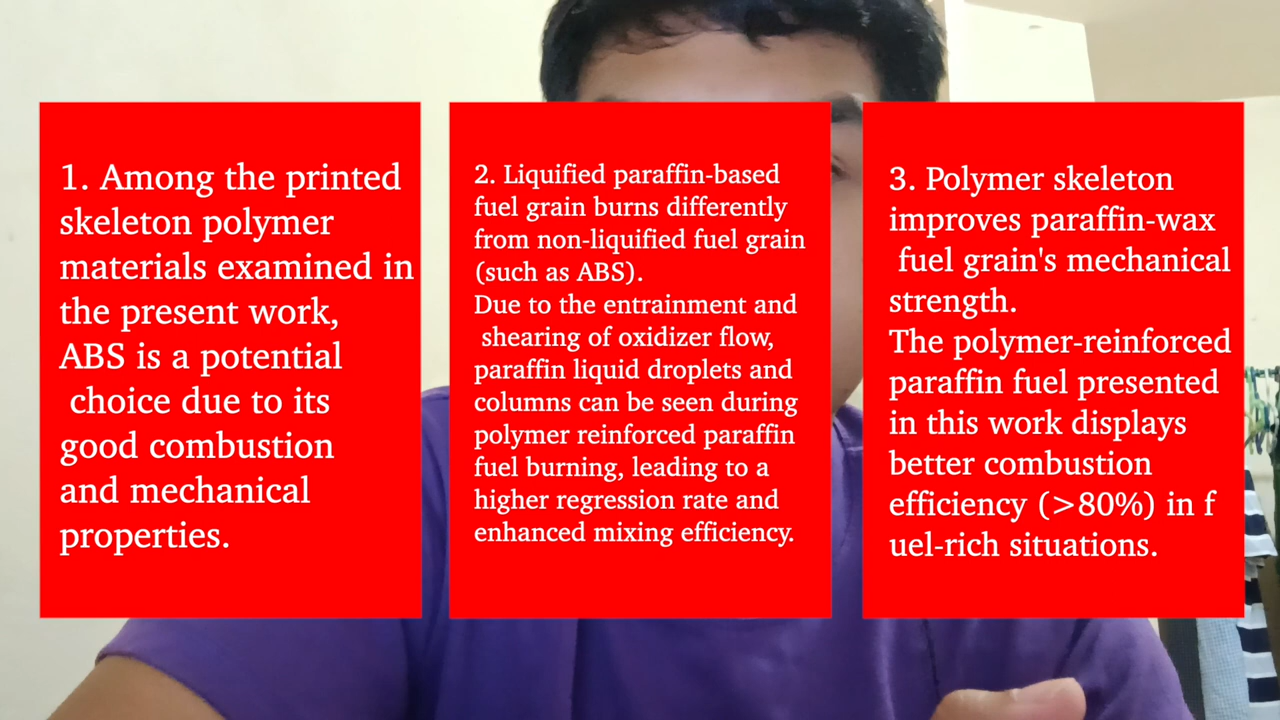 1. Among the printed
skeleton polymer
materials examined in
the present work,
ABS is a potential
choice due to its
good combustion
and mechanical
properties.
2. Liquified paraffin-based
fuel grain burns differently
from non-liquified fuel grain
(such as ABS).
Due to the entrainment and
shearing of oxidizer flow,
paraffin liquid droplets and
columns can be seen during
polymer reinforced paraffin
fuel burning, leading to a
higher regression rate and
enhanced mixing efficiency.
3. Polymer skeleton
improves paraffin-wax
fuel grain's mechanical
strength.
The polymer-reinforced
paraffin fuel presented
in this work displays
better combustion
efficiency (>80%) in f
uel-rich situations.